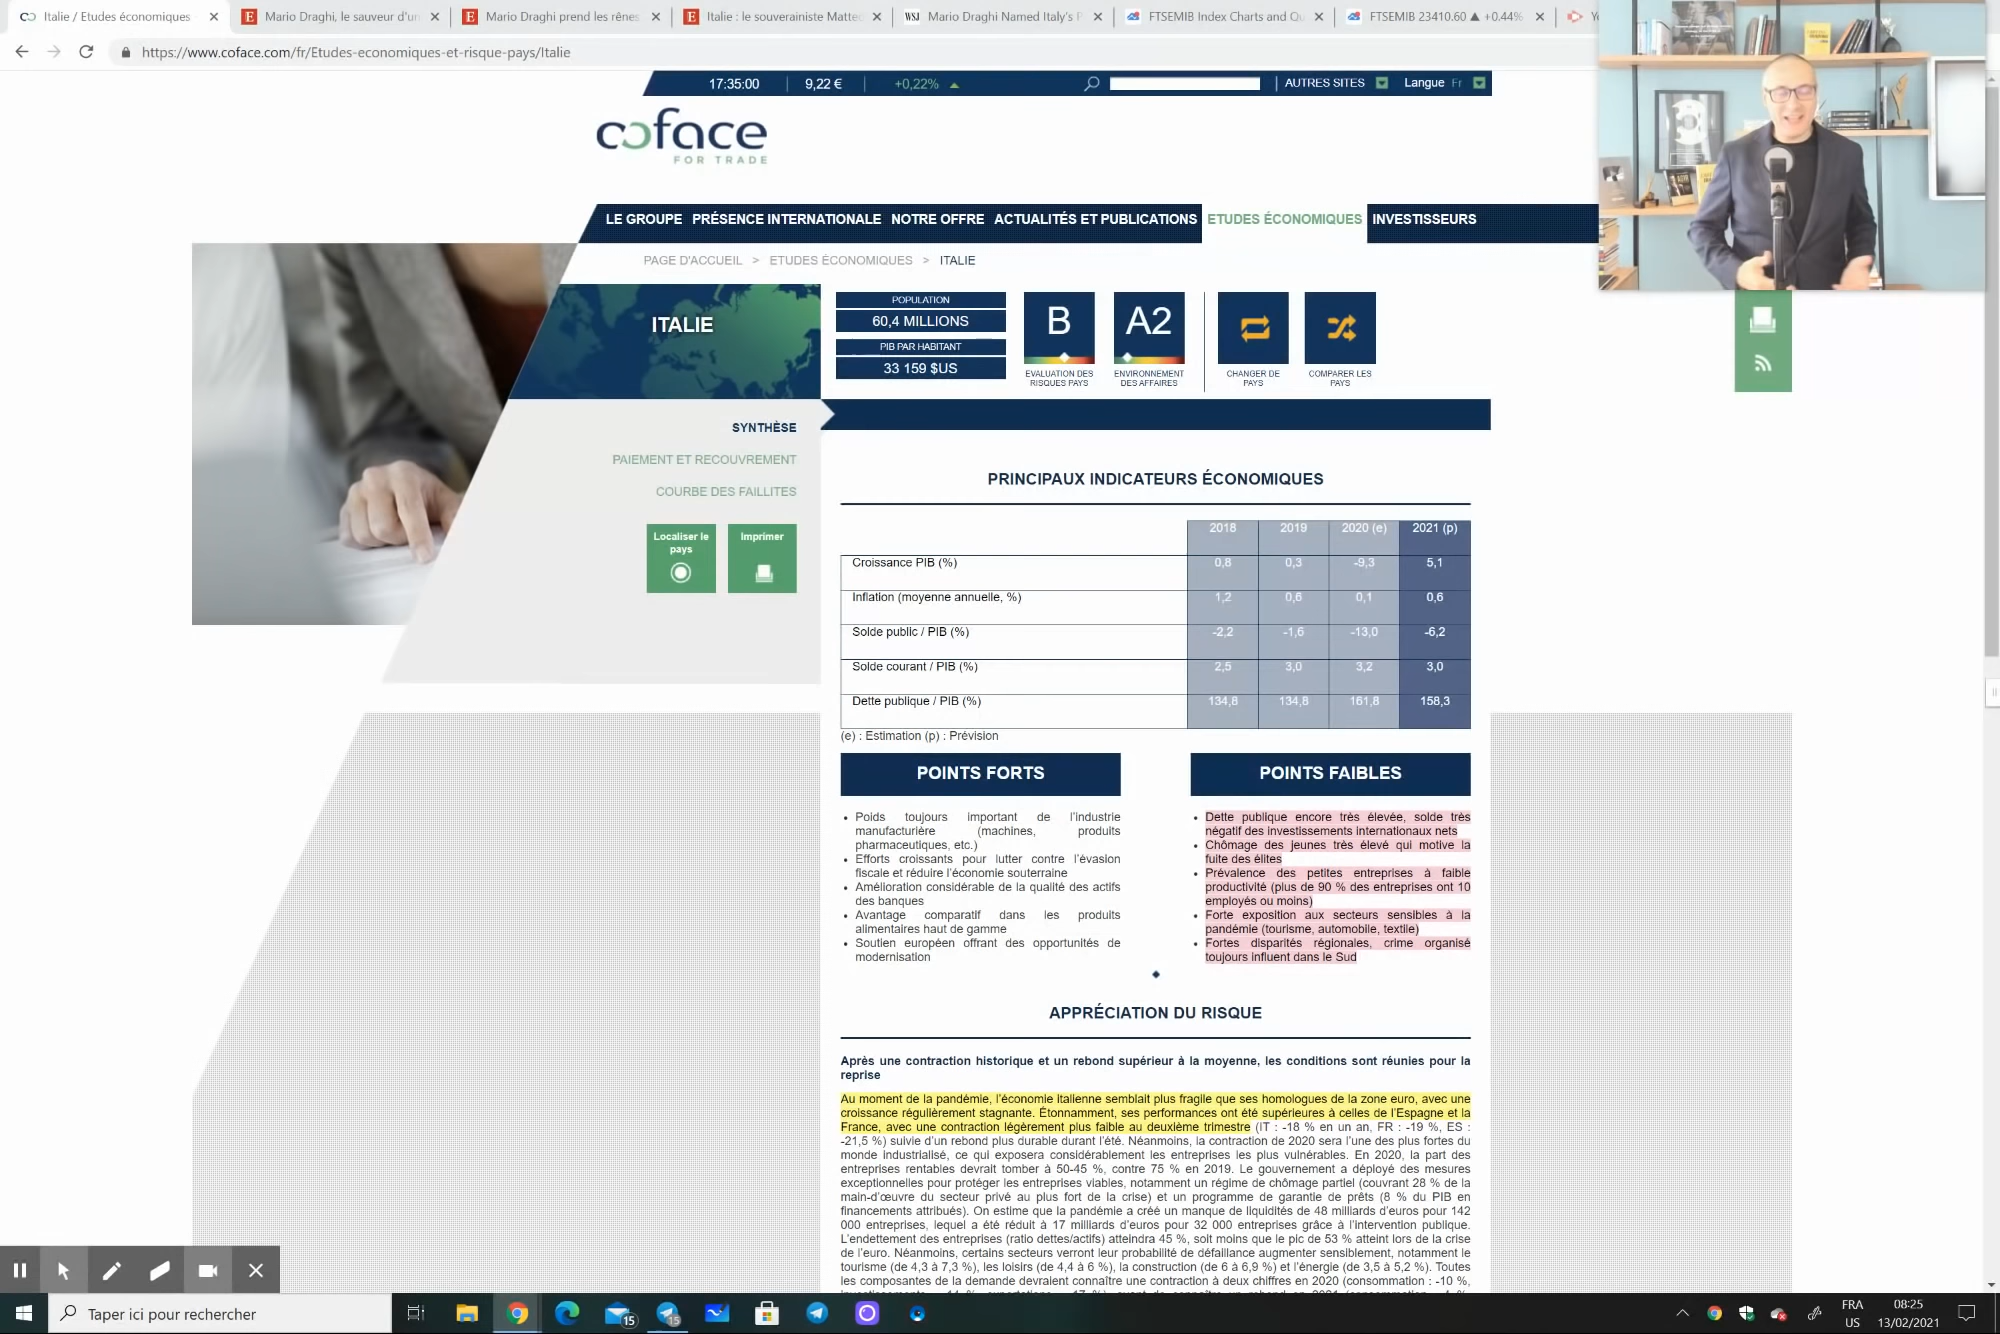 Italie / Etudes économiques
Mario Draghi, le sauveur d'un
Mario Draghi prend les rênes
Italie : le souverainiste Matteo
WSJ Mario Draghi Named Italy's P
FTSEMIB Index Charts and Qu
FTSEMIB 23410.60 ▲ +0.44%
https://www.coface.com/fr/Etudes-economiques-et-risque-pays/Italie
17:35:00 9,22 € +0,22% AUTRES SITES Langue Fr
coface
FOR TRADE
LE GROUPE PRÉSENCE INTERNATIONALE NOTRE OFFRE ACTUALITÉS ET PUBLICATIONS ETUDES ÉCONOMIQUES INVESTISSEURS
PAGE D'ACCUEIL > ETUDES ÉCONOMIQUES > ITALIE
ITALIE
POPULATION
60,4 MILLIONS
PIB PAR HABITANT
33 159 $US
B
EVALUATION DES
RISQUES PAYS
A2
ENVIRONNEMENT
DES AFFAIRES
CHANGER DE
PAYS
COMPARER LES
PAYS
SYNTHÈSE
PAIEMENT ET RECOUVREMENT
COURBE DES FAILLITES
Localiser le
pays
Imprimer
PRINCIPAUX INDICATEURS ÉCONOMIQUES
2018 2019 2020 (e) 2021 (p)
Croissance PIB (%) 0,8 0,3 -9,3 5,1
Inflation (moyenne annuelle, %) 1,2 0,6 0,1 0,6
Solde public / PIB (%) -2,2 -1,6 -13,0 -6,2
Solde courant / PIB (%) 2,5 3,0 3,2 3,0
Dette publique / PIB (%) 134,8 134,8 161,8 158,3
(e) : Estimation (p) : Prévision
POINTS FORTS
• Poids toujours important de l'industrie
manufacturière (machines, produits
pharmaceutiques, etc.)
• Efforts croissants pour lutter contre l'évasion
fiscale et réduire l'économie souterraine
• Amélioration considérable de la qualité des actifs
des banques
• Avantage comparatif dans les produits
alimentaires haut de gamme
• Soutien européen offrant des opportunités de
modernisation
POINTS FAIBLES
• Dette publique encore très élevée, solde très
négatif des investissements internationaux nets
• Chômage des jeunes très élevé qui motive la
fuite des élites
• Prévalence des petites entreprises à faible
productivité (plus de 90 % des entreprises ont 10
employés ou moins)
• Forte exposition aux secteurs sensibles à la
pandémie (tourisme, automobile, textile)
• Fortes disparités régionales, crime organisé
toujours influent dans le Sud
APPRÉCIATION DU RISQUE
Après une contraction historique et un rebond supérieur à la moyenne, les conditions sont réunies pour la
reprise
Au moment de la pandémie, l'économie italienne semblait plus fragile que ses homologues de la zone euro, avec une
croissance régulièrement stagnante. Étonnamment, ses performances ont été supérieures à celles de l'Espagne et la
France, avec une contraction légèrement plus faible au deuxième trimestre (IT : -18 % en un an, FR : -19 %, ES :
-21,5 %) suivie d'un rebond plus durable durant l'été. Néanmoins, la contraction de 2020 sera l'une des plus fortes du
monde industrialisé, ce qui exposera considérablement les entreprises les plus vulnérables. En 2020, la part des
entreprises rentables devrait tomber à 50-45 %, contre 75 % en 2019. Le gouvernement a déployé des mesures
exceptionnelles pour protéger les entreprises viables, notamment un régime de chômage partiel (couvrant 28 % de la
main-d'œuvre du secteur privé au plus fort de la crise) et un programme de garantie de prêts (8 % du PIB en
financements attribués). On estime que la pandémie a créé un manque de liquidités de 48 milliards d'euros pour 142
000 entreprises, lequel a été réduit à 17 milliards d'euros pour 32 000 entreprises grâce à l'intervention publique.
L'endettement des entreprises (ratio dettes/actifs) atteindra 45 %, soit moins que le pic de 53 % atteint lors de la crise
de l'euro. Néanmoins, certains secteurs verront leur probabilité de défaillance augmenter sensiblement, notamment le
tourisme (de 4,3 à 7,3 %), les loisirs (de 4,4 à 6 %), la construction (de 6 à 6,9 %) et l'énergie (de 3,5 à 5,2 %). Toutes
les composantes de la demande devraient connaître une contraction à deux chiffres en 2020 (consommation : -10 %,
Taper ici pour rechercher
15
15
FRA
US
08:25
13/02/2021